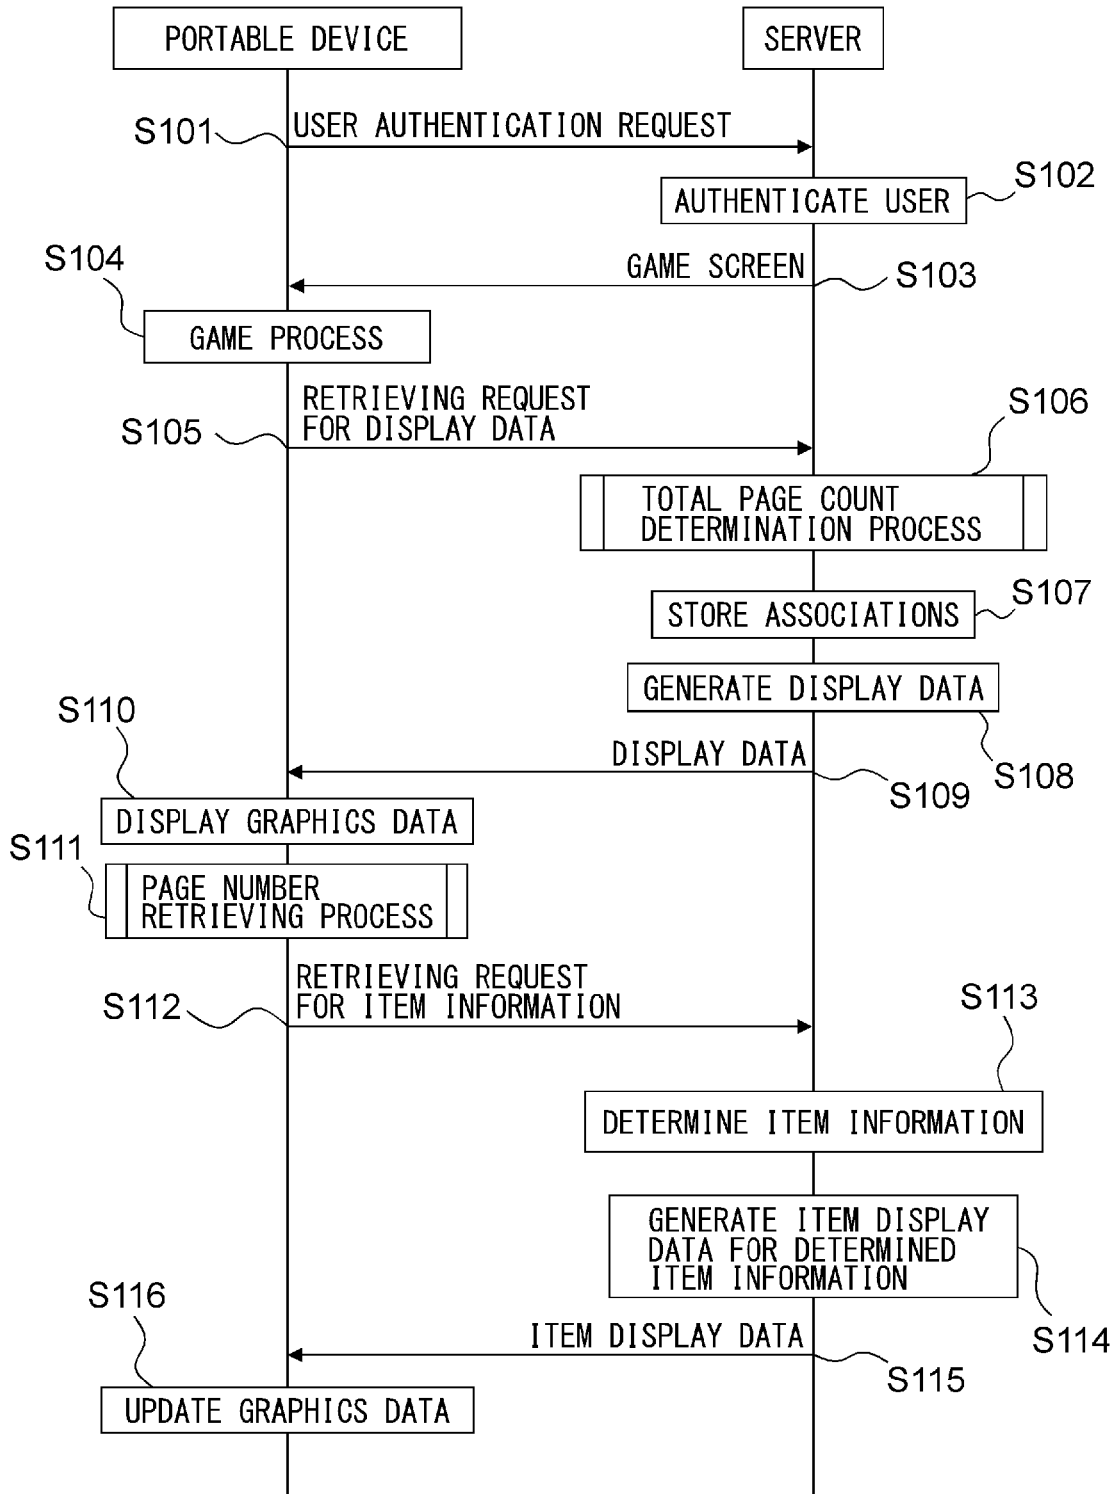 PORTABLE DEVICE
SERVER
S101
USER AUTHENTICATION REQUEST
AUTHENTICATE USER
S102
GAME SCREEN
S103
S104
GAME PROCESS
S105
RETRIEVING REQUEST
FOR DISPLAY DATA
S106
TOTAL PAGE COUNT
DETERMINATION PROCESS
STORE ASSOCIATIONS
S107
GENERATE DISPLAY DATA
S108
DISPLAY DATA
S109
S110
DISPLAY GRAPHICS DATA
S111
PAGE NUMBER
RETRIEVING PROCESS
S112
RETRIEVING REQUEST
FOR ITEM INFORMATION
S113
DETERMINE ITEM INFORMATION
GENERATE ITEM DISPLAY
DATA FOR DETERMINED
ITEM INFORMATION
S114
ITEM DISPLAY DATA
S115
S116
UPDATE GRAPHICS DATA